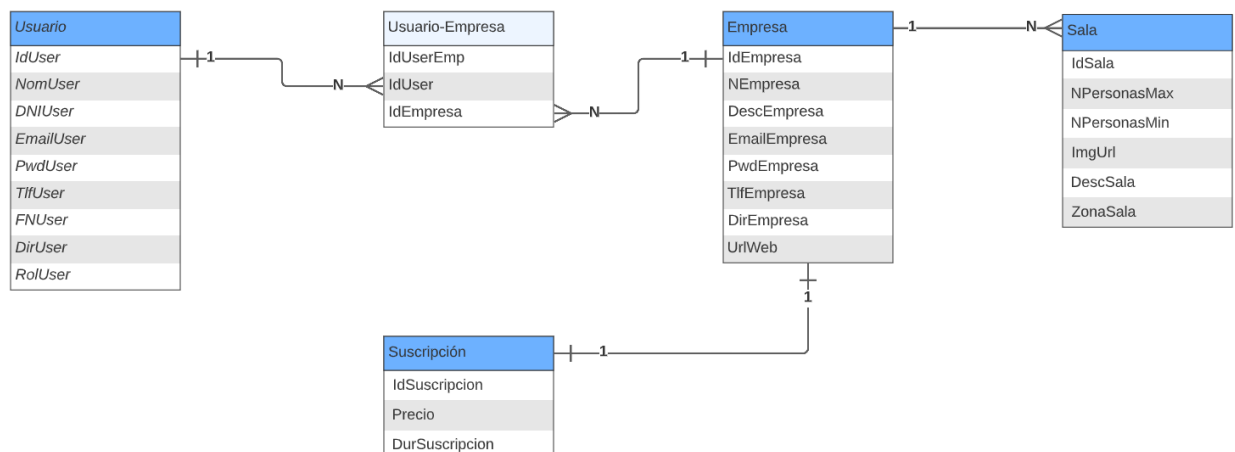 Usuario
IdUser
NomUser
DNIUser
EmailUser
PwdUser
TlfUser
FNUser
DirUser
RolUser
1
N
Usuario-Empresa
IdUserEmp
IdUser
IdEmpresa
N
1
Empresa
IdEmpresa
NEmpresa
DescEmpresa
EmailEmpresa
PwdEmpresa
TlfEmpresa
DirEmpresa
UrlWeb
1
N
Sala
IdSala
NPersonasMax
NPersonasMin
ImgUrl
DescSala
ZonaSala
1
1
Suscripción
IdSuscripcion
Precio
DurSuscripcion